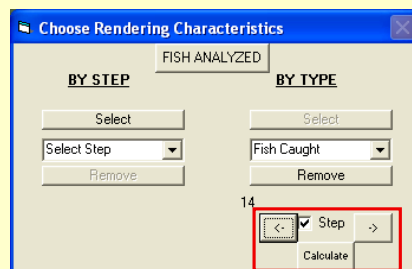 Choose Rendering Characteristics
FISH ANALYZED
BY STEP
BY TYPE
Select
Select
Select Step
Fish Caught
Remove
Remove
14
<- Step ->
Calculate